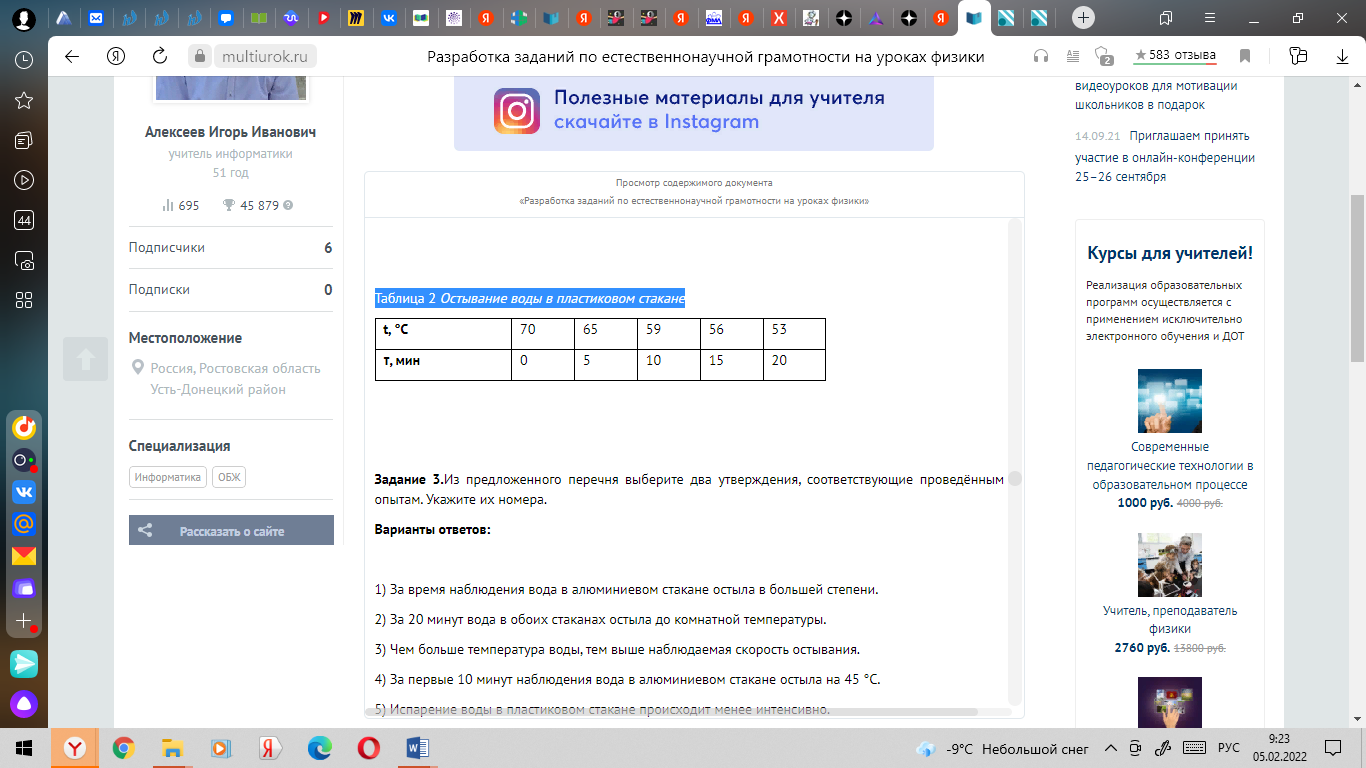 multiurok.ru
Разработка заданий по естественнонаучной грамотности на уроках физики
2
★ 583 отзыва
44
Алексеев Игорь Иванович
учитель информатики
51 год
695
45 879
Подписчики 6
Подписки 0
Местоположение
Россия, Ростовская область
Усть-Донецкий район
Специализация
Информатика ОБЖ
Рассказать о сайте
Полезные материалы для учителя
скачайте в Instagram
Просмотр содержимого документа
«Разработка заданий по естественнонаучной грамотности на уроках физики»
Таблица 2 Остывание воды в пластиковом стакане
t, °C 70 65 59 56 53
τ, мин 0 5 10 15 20
Задание 3.Из предложенного перечня выберите два утверждения, соответствующие проведённым
опытам. Укажите их номера.
Варианты ответов:
1) За время наблюдения вода в алюминиевом стакане остыла в большей степени.
2) За 20 минут вода в обоих стаканах остыла до комнатной температуры.
3) Чем больше температура воды, тем выше наблюдаемая скорость остывания.
4) За первые 10 минут наблюдения вода в алюминиевом стакане остыла на 45 °C.
5) Испарение воды в пластиковом стакане происходит менее интенсивно.
видеоуроков для мотивации
школьников в подарок
14.09.21 Приглашаем принять
участие в онлайн-конференции
25–26 сентября
Курсы для учителей!
Реализация образовательных
программ осуществляется с
применением исключительно
электронного обучения и ДОТ
Современные
педагогические технологии в
образовательном процессе
1000 руб. 4000 руб.
Учитель, преподаватель
физики
2760 руб. 13800 руб.
-9°C Небольшой снег
РУС
9:23
05.02.2022